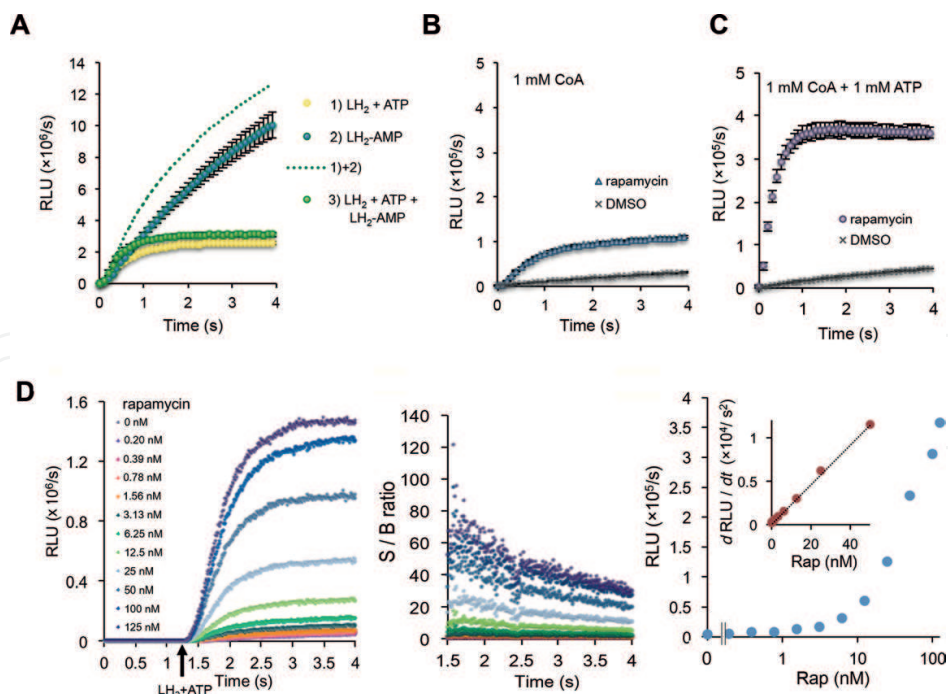 A
RLU (×10⁶/s)
14
12
10
8
6
4
2
0
0 1 2 3 4
Time (s)
1) LH₂ + ATP
2) LH₂-AMP
1)+2)
3) LH₂ + ATP +
LH₂-AMP
B
1 mM CoA
RLU (×10⁵/s)
5
4
3
2
1
0
0 1 2 3 4
Time (s)
rapamycin
DMSO
C
1 mM CoA + 1 mM ATP
RLU (×10⁵/s)
5
4
3
2
1
0
0 1 2 3 4
Time (s)
rapamycin
DMSO
D
RLU (×10⁶/s)
1.6
1.2
0.8
0.4
0
0 0.5 1 1.5 2 2.5 3 3.5 4
LH₂+ATP
Time (s)
rapamycin
0 nM
0.20 nM
0.39 nM
0.78 nM
1.56 nM
3.13 nM
6.25 nM
12.5 nM
25 nM
50 nM
100 nM
125 nM
S / B ratio
140
120
100
80
60
40
20
0
1.5 2 2.5 3 3.5 4
Time (s)
RLU (×10⁵/s)
4
3.5
3
2.5
2
1.5
1
0.5
0
0 1 10 100
Rap (nM)
d RLU / dt (×10⁴/ s²)
1
0.5
0
0 20 40
Rap (nM)